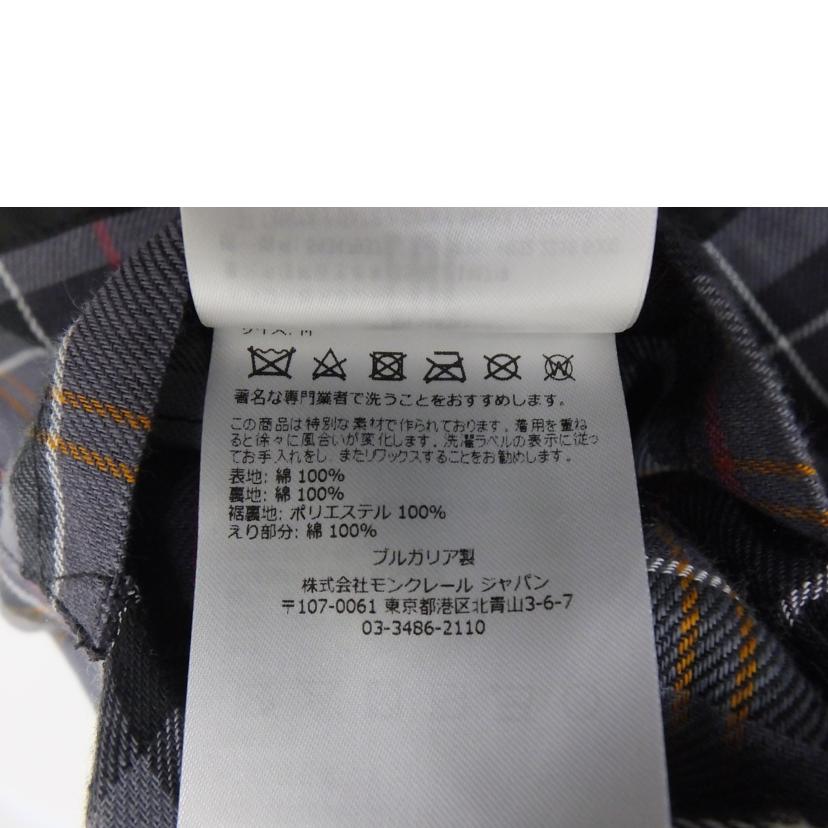 サイズ: M
著名な専門業者で洗うことをおすすめします。
この商品は特別な素材で作られております。着用を重ね
ると徐々に風合いが変化します。洗濯ラベルの表示に従っ
てお手入れをし、またリワックスすることをお勧めします。
表地: 綿 100%
裏地: 綿 100%
裾裏地: ポリエステル 100%
えり部分: 綿 100%
ブルガリア製
株式会社モンクレール ジャパン
〒107-0061 東京都港区北青山3-6-7
03-3486-2110